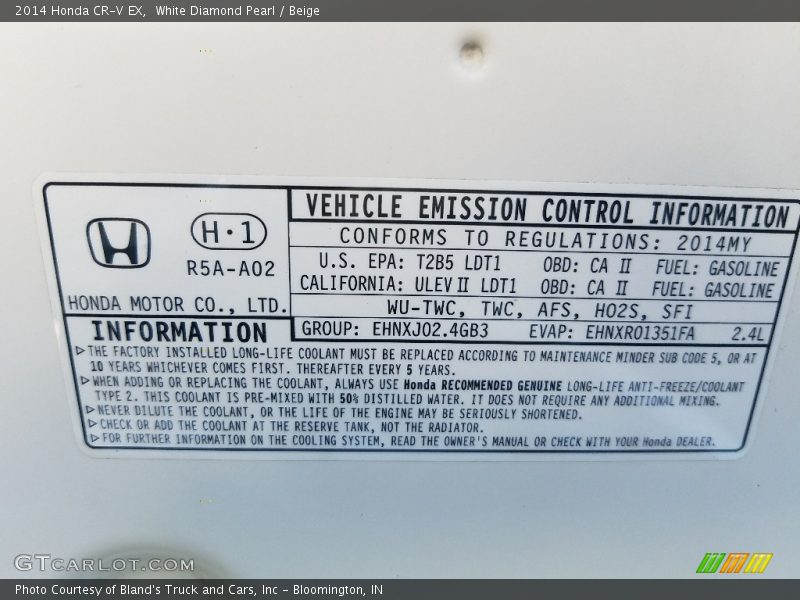 2014 Honda CR-V EX, White Diamond Pearl / Beige
H·1
R5A-A02
HONDA MOTOR CO., LTD.
VEHICLE EMISSION CONTROL INFORMATION
CONFORMS TO REGULATIONS: 2014MY
U.S. EPA: T2B5 LDT1 OBD: CA II FUEL: GASOLINE
CALIFORNIA: ULEV II LDT1 OBD: CA II FUEL: GASOLINE
WU-TWC, TWC, AFS, HO2S, SFI
GROUP: EHNXJ02.4GB3 EVAP: EHNXR0135IFA 2.4L
INFORMATION
▷THE FACTORY INSTALLED LONG-LIFE COOLANT MUST BE REPLACED ACCORDING TO MAINTENANCE MINDER SUB CODE 5, OR AT
10 YEARS WHICHEVER COMES FIRST. THEREAFTER EVERY 5 YEARS.
▷WHEN ADDING OR REPLACING THE COOLANT, ALWAYS USE Honda RECOMMENDED GENUINE LONG-LIFE ANTI-FREEZE/COOLANT
TYPE 2. THIS COOLANT IS PRE-MIXED WITH 50% DISTILLED WATER. IT DOES NOT REQUIRE ANY ADDITIONAL MIXING.
▷NEVER DILUTE THE COOLANT, OR THE LIFE OF THE ENGINE MAY BE SERIOUSLY SHORTENED.
▷CHECK OR ADD THE COOLANT AT THE RESERVE TANK, NOT THE RADIATOR.
▷FOR FURTHER INFORMATION ON THE COOLING SYSTEM, READ THE OWNER'S MANUAL OR CHECK WITH YOUR Honda DEALER.
GTCARLOT.COM
Photo Courtesy of Bland's Truck and Cars, Inc - Bloomington, IN